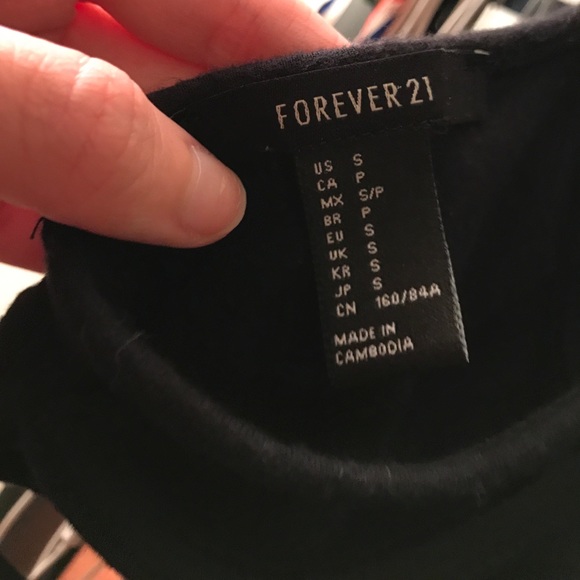 FOREVER 21
US S
CA P
MX S/P
BR P
EU S
UK S
KR S
JP S
CN 160/84A
MADE IN
CAMBODIA